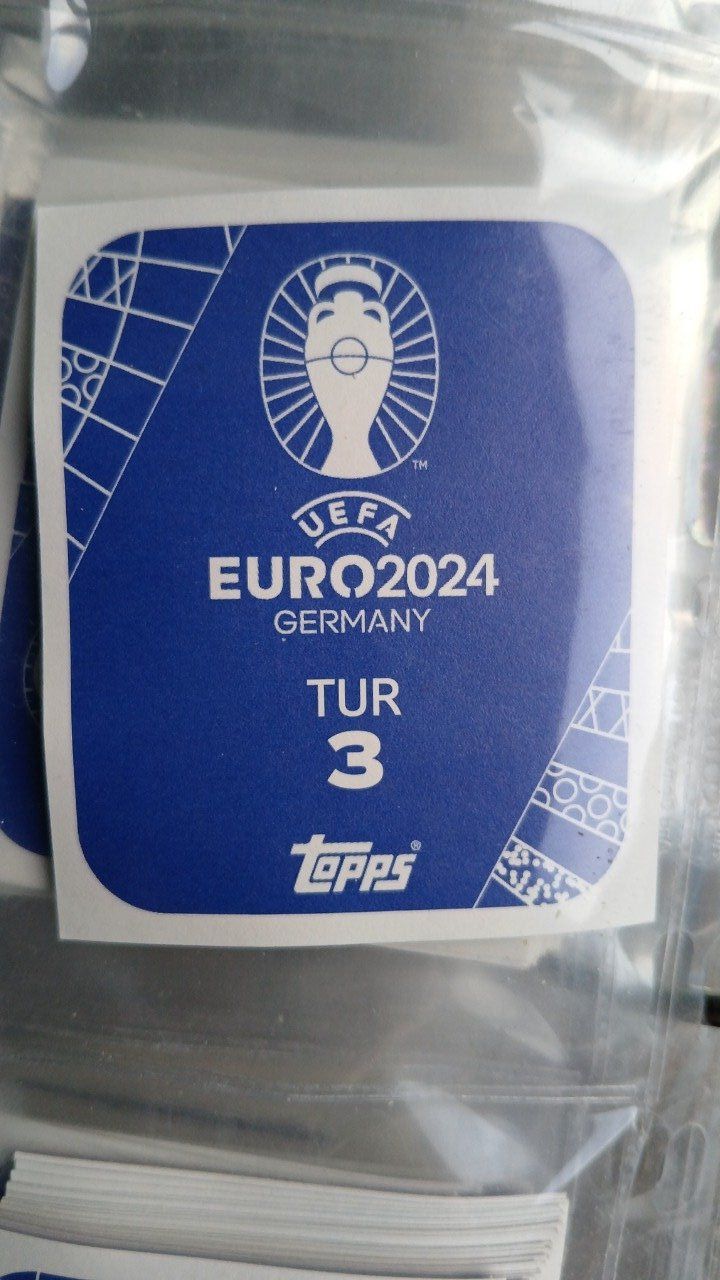 TM
UEFA
EURO2024
GERMANY
TUR
3
topps®